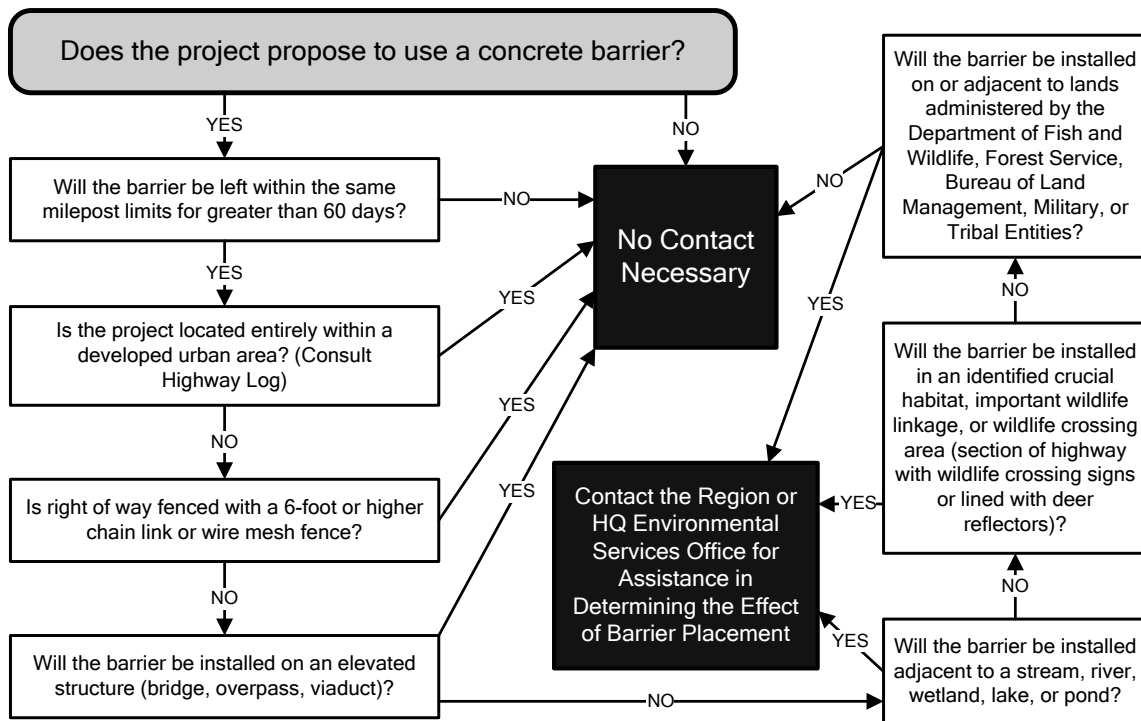 Does the project propose to use a concrete barrier?
YES
NO
Will the barrier be left within the same
milepost limits for greater than 60 days?
NO
YES
Is the project located entirely within a
developed urban area? (Consult
Highway Log)
YES
NO
Is right of way fenced with a 6-foot or higher
chain link or wire mesh fence?
YES
NO
Will the barrier be installed on an elevated
structure (bridge, overpass, viaduct)?
YES
NO
No Contact
Necessary
Contact the Region or
HQ Environmental
Services Office for
Assistance in
Determining the Effect
of Barrier Placement
Will the barrier be installed
adjacent to a stream, river,
wetland, lake, or pond?
YES
NO
Will the barrier be installed
in an identified crucial
habitat, important wildlife
linkage, or wildlife crossing
area (section of highway
with wildlife crossing signs
or lined with deer
reflectors)?
YES
NO
Will the barrier be installed
on or adjacent to lands
administered by the
Department of Fish and
Wildlife, Forest Service,
Bureau of Land
Management, Military, or
Tribal Entities?
NO
YES